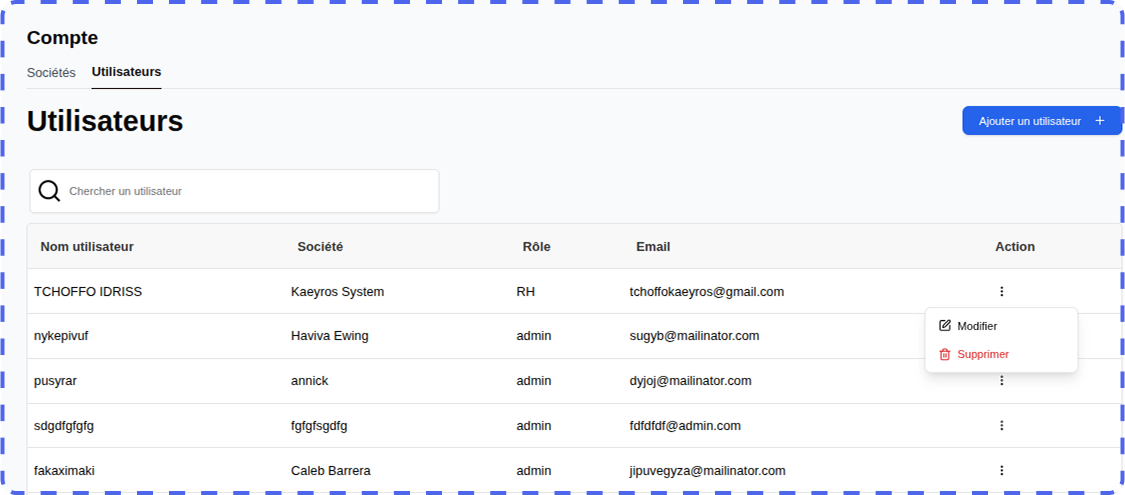 Compte
Sociétés Utilisateurs
Utilisateurs
Ajouter un utilisateur +
Chercher un utilisateur
Nom utilisateur Société Rôle Email Action
TCHOFFO IDRISS Kaeyros System RH tchoffokaeyros@gmail.com
Modifier
nykepivuf Haviva Ewing admin sugyb@mailinator.com
Supprimer
pusyrar annick admin dyjoj@mailinator.com
sdgdfgfgfg fgfgfsgdfg admin fdfdfdf@admin.com
fakaximaki Caleb Barrera admin jipuvegyza@mailinator.com